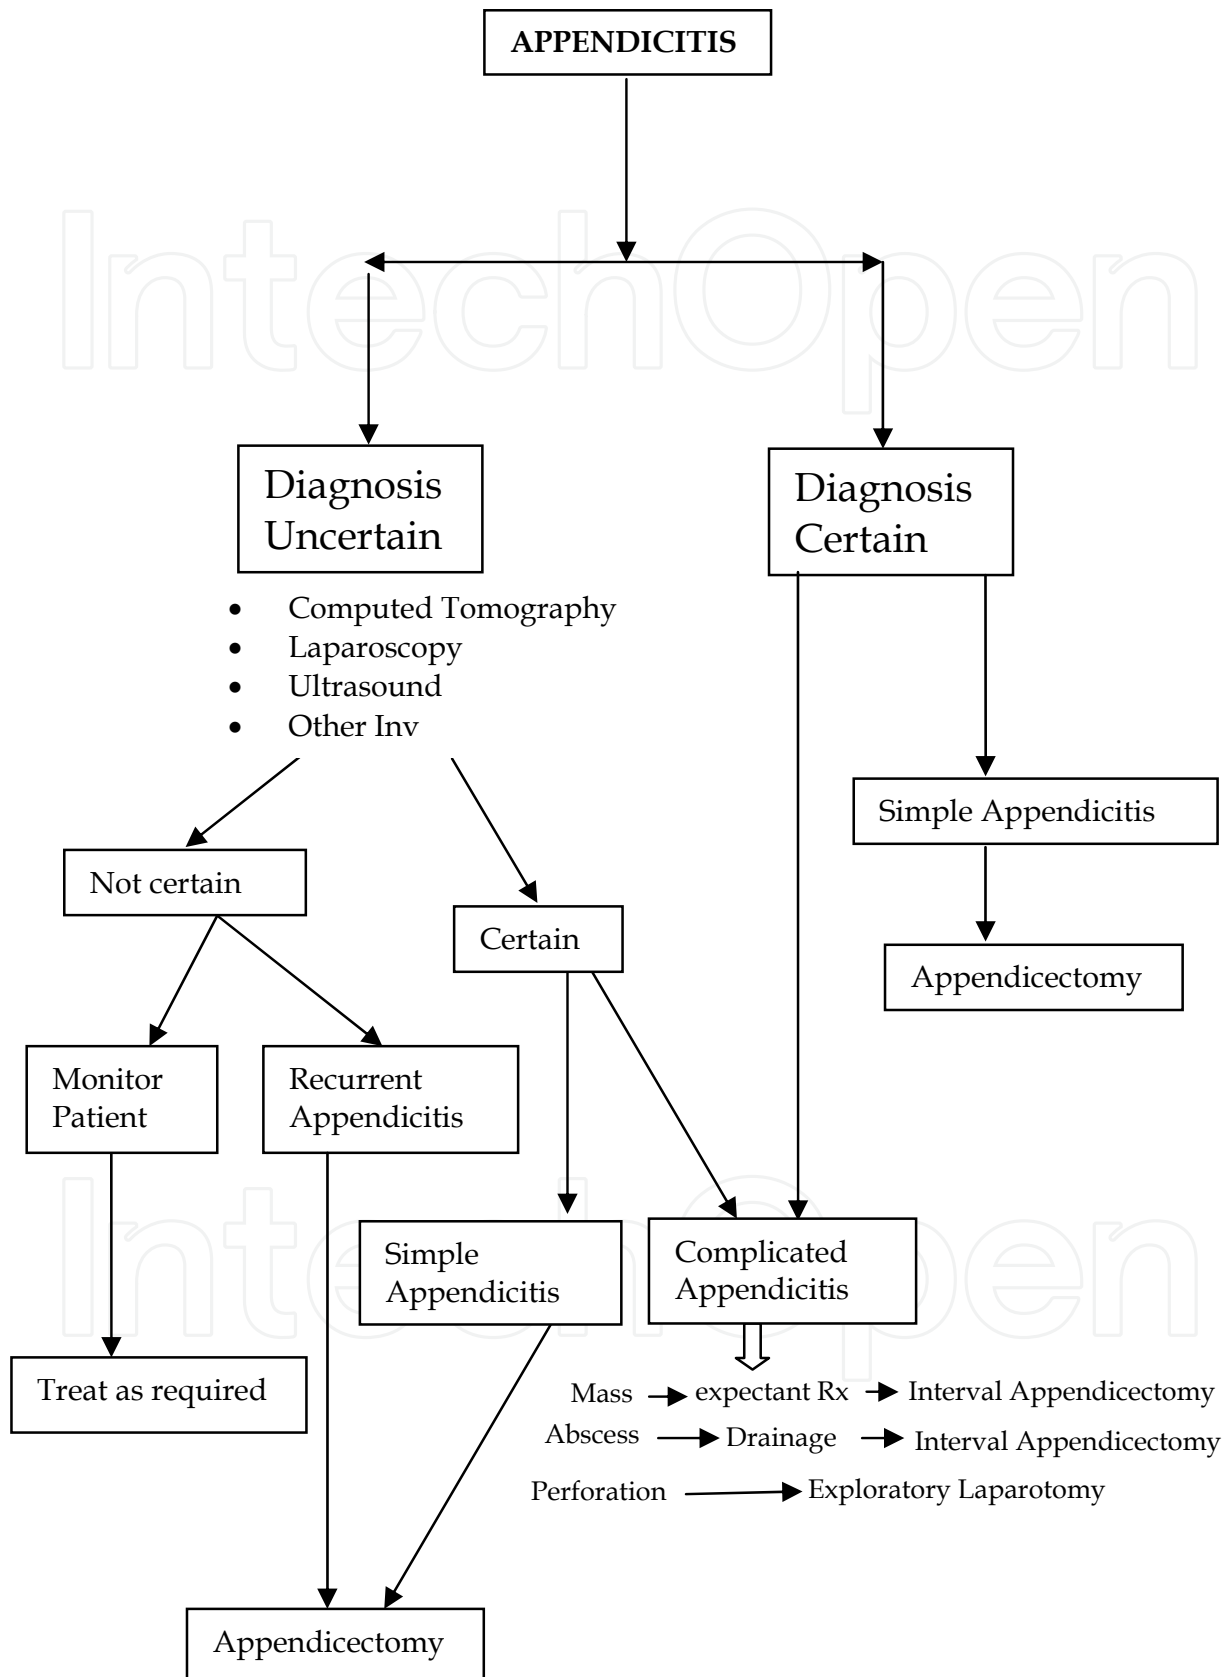 APPENDICITIS
IntechOpen
Diagnosis
Uncertain
Diagnosis
Certain
• Computed Tomography
• Laparoscopy
• Ultrasound
• Other Inv
Simple Appendicitis
Not certain
Certain
Appendicectomy
Monitor
Patient
Recurrent
Appendicitis
IntechOpen
Simple
Appendicitis
Complicated
Appendicitis
Treat as required
Mass expectant Rx Interval Appendicectomy
Abscess Drainage Interval Appendicectomy
Perforation Exploratory Laparotomy
Appendicectomy